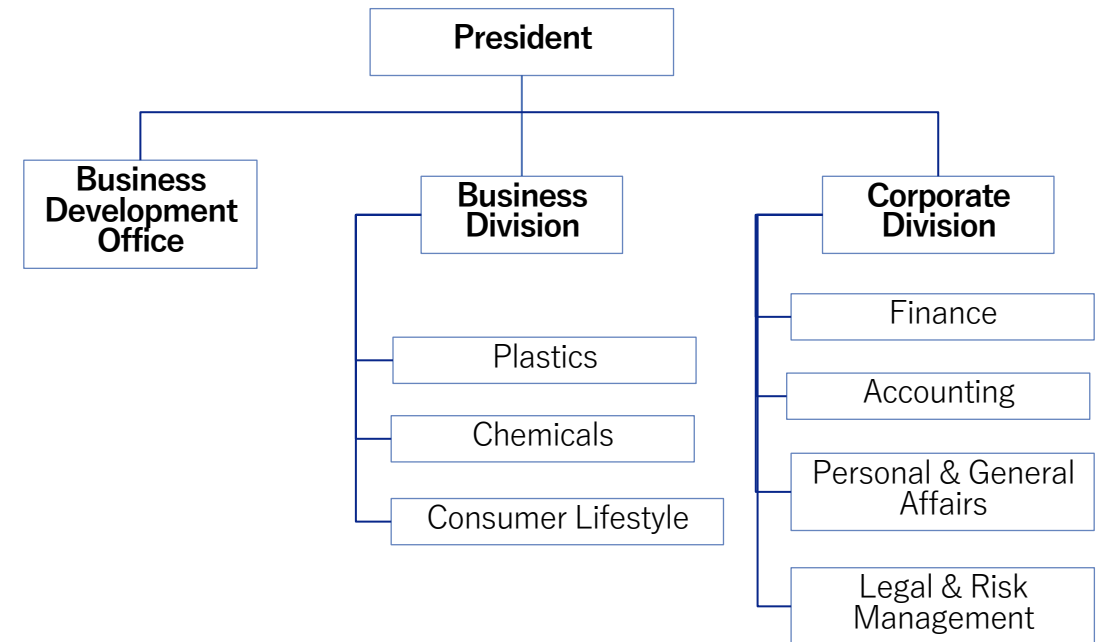 President
Business
Development
Office
Business
Division
Plastics
Chemicals
Consumer Lifestyle
Corporate
Division
Finance
Accounting
Personal & General
Affairs
Legal & Risk
Management